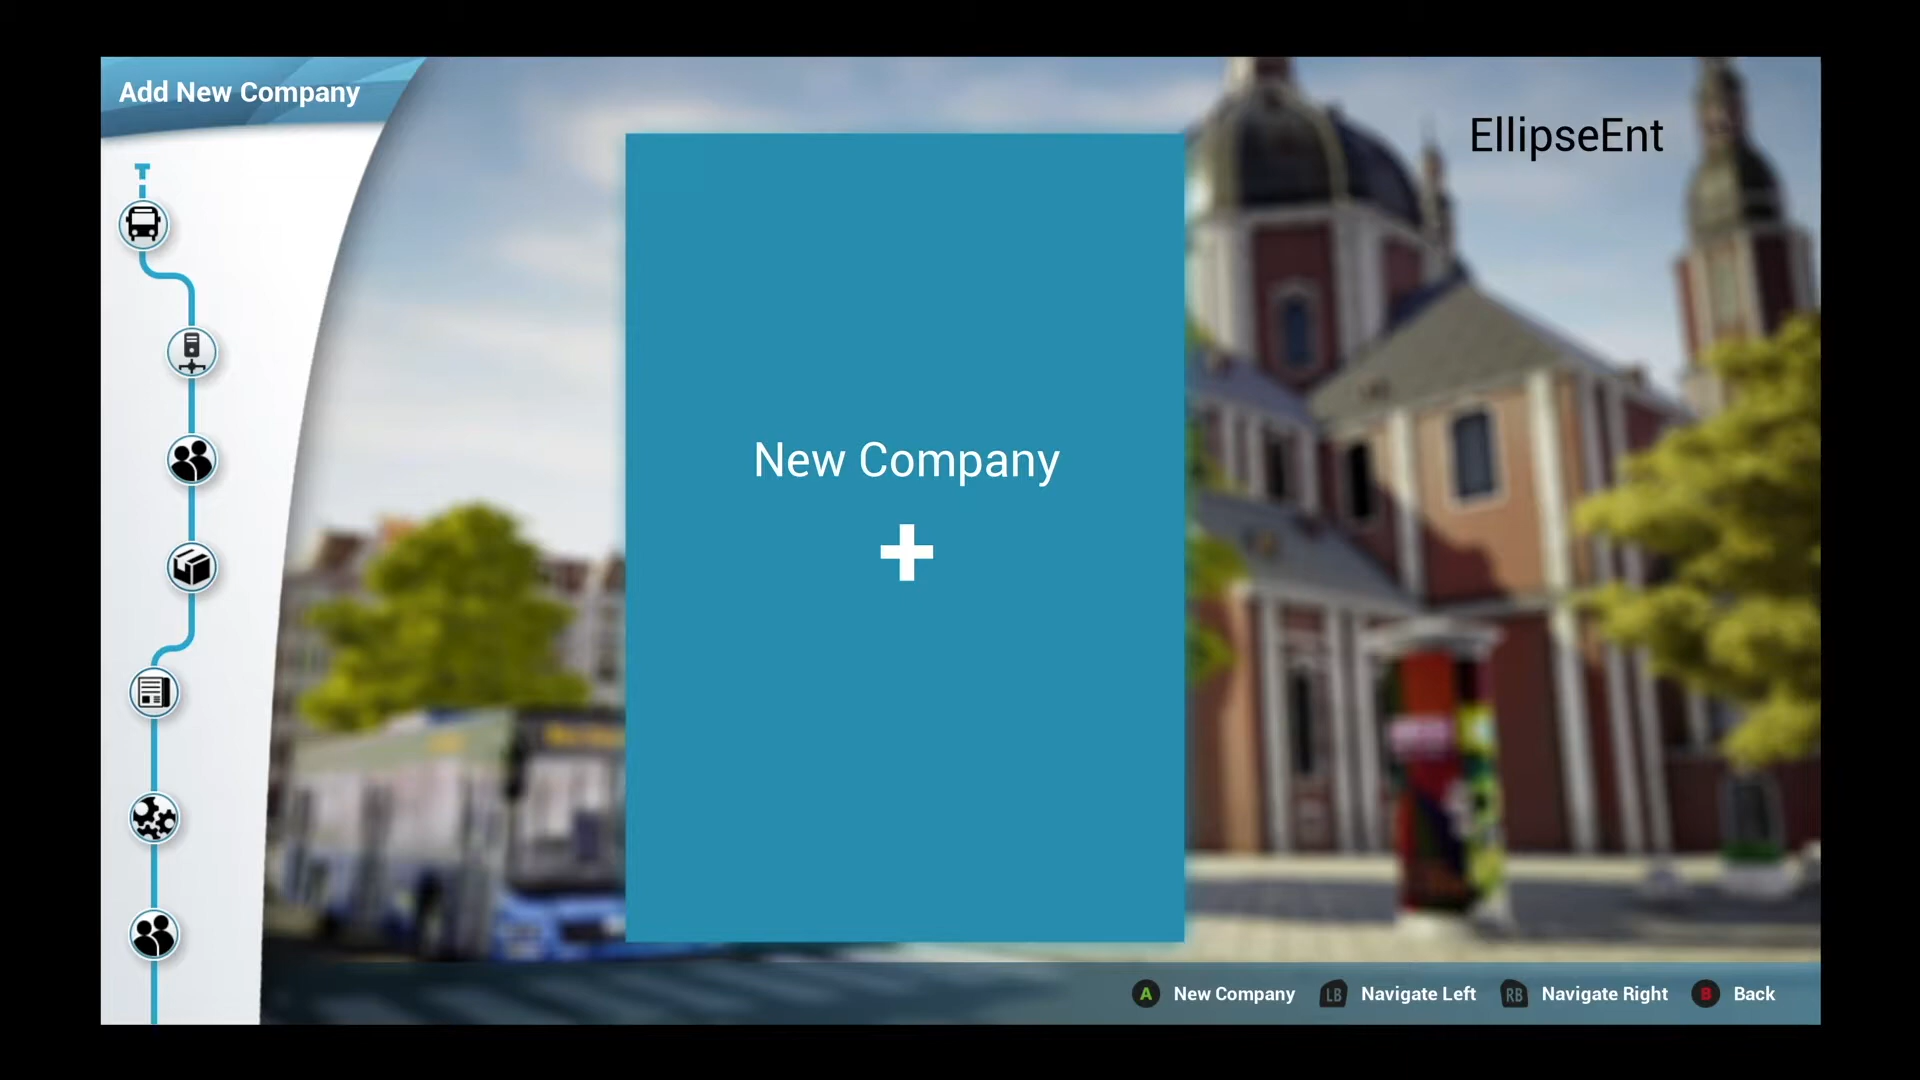 Add New Company
EllipseEnt
New Company
A New Company LB Navigate Left RB Navigate Right B Back